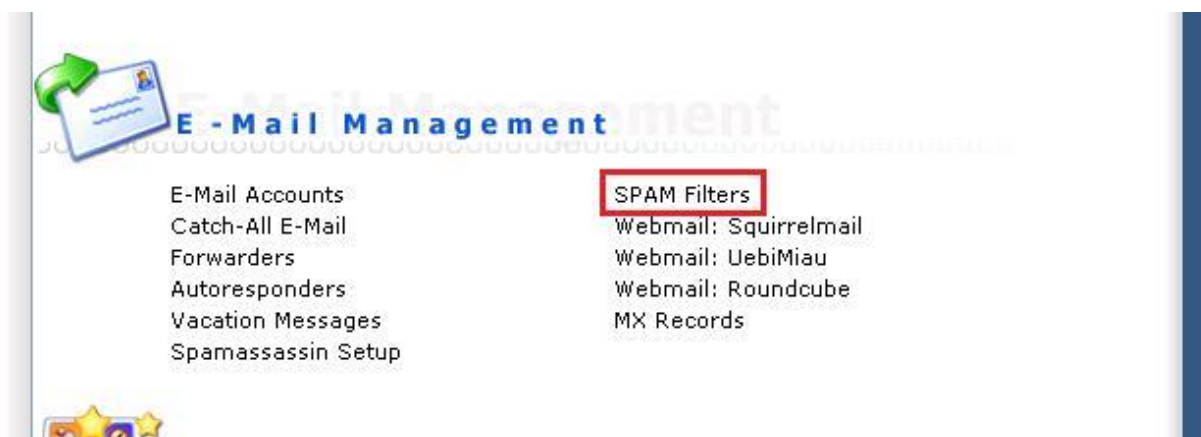 E-Mail Management
E-Mail Accounts
Catch-All E-Mail
Forwarders
Autoresponders
Vacation Messages
Spamassassin Setup
SPAM Filters
Webmail: Squirrelmail
Webmail: UebiMiau
Webmail: Roundcube
MX Records